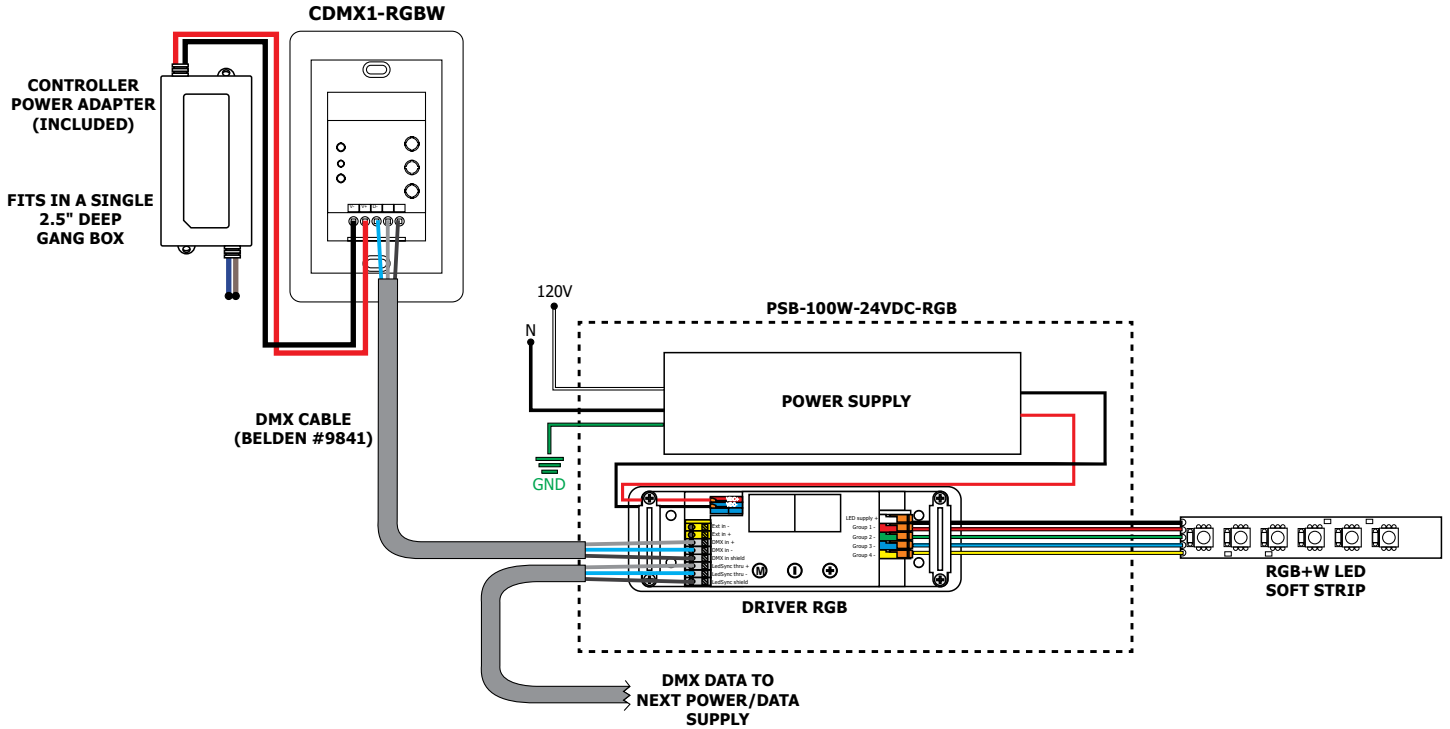 CDMX1-RGBW
CONTROLLER
POWER ADAPTER
(INCLUDED)
FITS IN A SINGLE
2.5" DEEP
GANG BOX
V-
V+
D-
120V
N
PSB-100W-24VDC-RGB
POWER SUPPLY
DMX CABLE
(BELDEN #9841)
GND
Ext in -
Ext in +
DMX in +
DMX in -
DMX in shield
LedSync thru +
LedSync thru -
LedSync shield
M
LED supply +
Group 1 -
Group 2 -
Group 3 -
Group 4 -
DRIVER RGB
RGB+W LED
SOFT STRIP
DMX DATA TO
NEXT POWER/DATA
SUPPLY